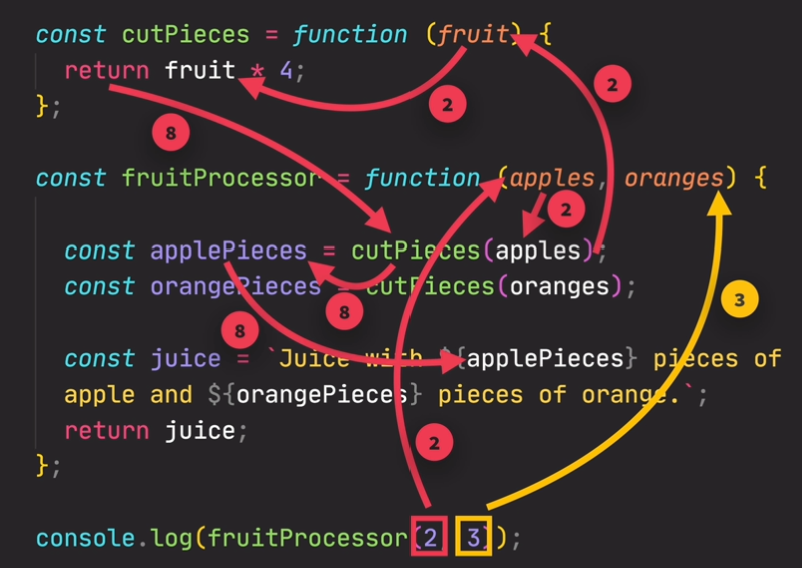 const cutPieces = function (fruit) {
return fruit * 4;
};
2
2
8
const fruitProcessor = function (apples, oranges) {
2
const applePieces = cutPieces(apples);
const orangePieces = cutPieces(oranges);
3
8
8
const juice = `Juice with ${applePieces} pieces of
apple and ${orangePieces} pieces of orange.`;
return juice;
2
};
console.log(fruitProcessor(2, 3));